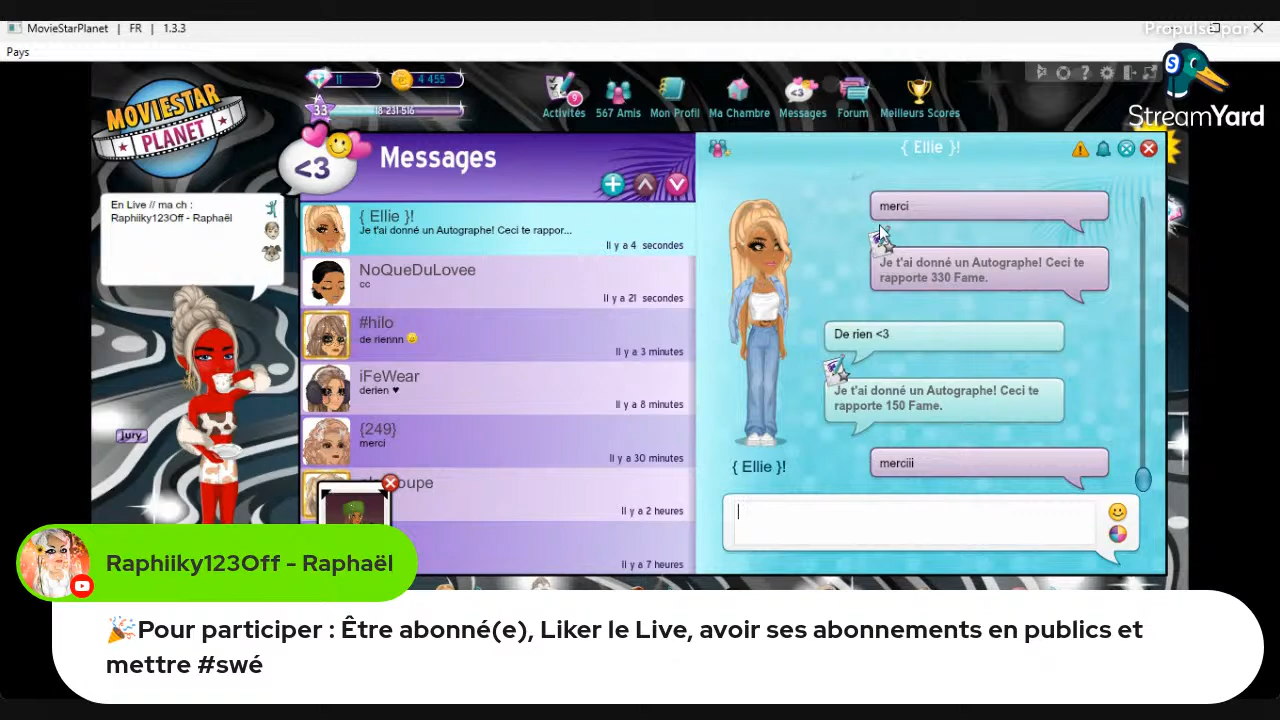 MovieStarPlanet | FR | 1.3.3
Propulsé par
Pays
StreamYard
MOVIESTAR
PLANET
11
4 455
33
18.231.516
9
Activités
567 Amis
Mon Profil
Ma Chambre
<3
Messages
Forum
Meilleurs Scores
En Live // ma ch :
Raphiiky123Off - Raphaël
Jury
<3
Messages
{ Ellie }!
Je t'ai donné un Autographe! Ceci te rappor...
Il y a 4 secondes
NoQueDuLovee
cc
Il y a 21 secondes
#hilo
de riennn
Il y a 3 minutes
iFeWear
derien ♥
Il y a 8 minutes
{249}
merci
Il y a 30 minutes
oupe
Il y a 2 heures
Il y a 7 heures
{ Ellie }!
merci
Je t'ai donné un Autographe! Ceci te
rapporte 330 Fame.
De rien <3
Je t'ai donné un Autographe! Ceci te
rapporte 150 Fame.
merciii
{ Ellie }!
Raphiiky123Off - Raphaël
🎉Pour participer : Être abonné(e), Liker le Live, avoir ses abonnements en publics et
mettre #swé